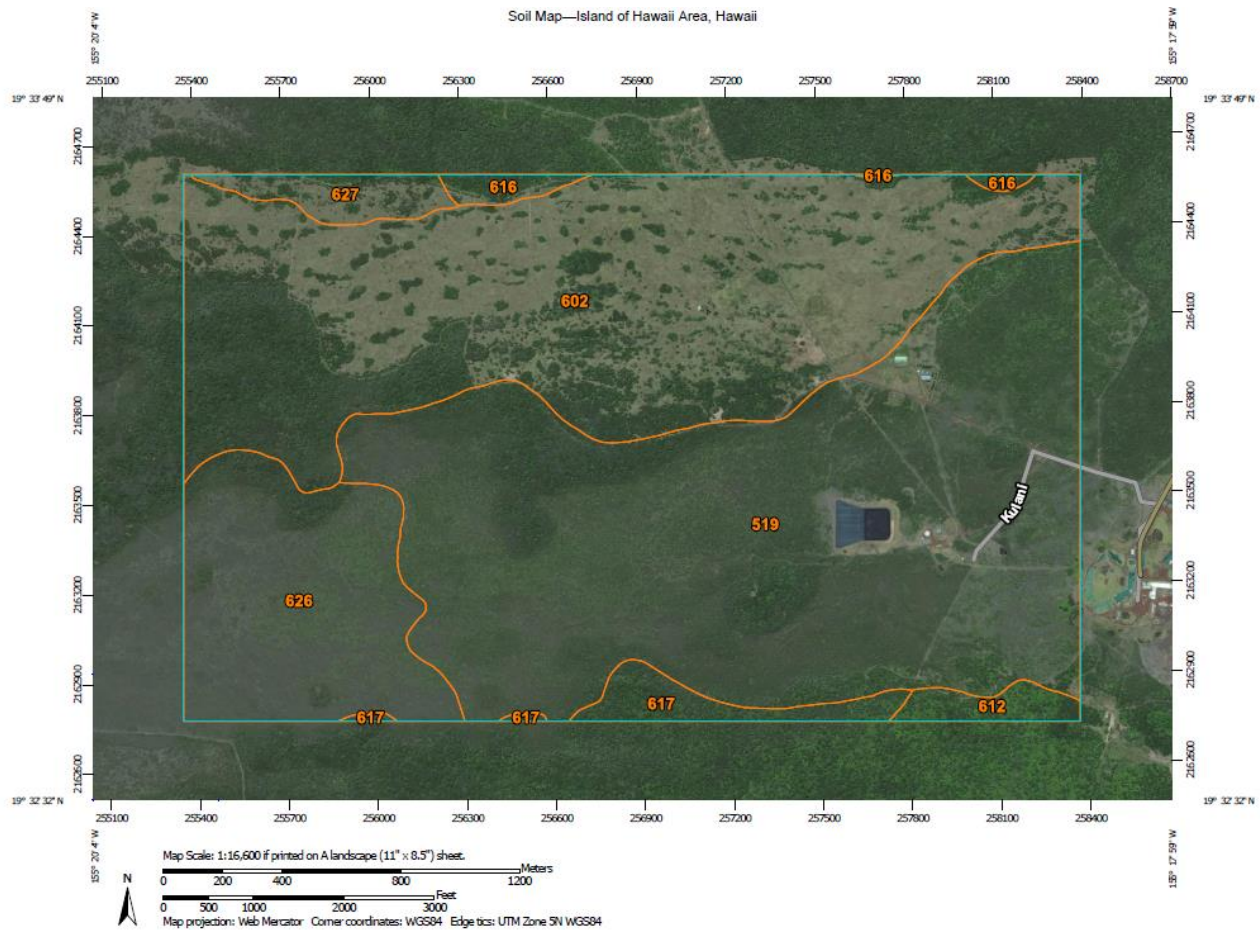 Soil Map—Island of Hawaii Area, Hawaii
155° 20' 4" W
155° 17' 59" W
255100 255400 255700 256000 256300 256600 256900 257200 257500 257800 258100 258400 258700
19° 33' 49" N
19° 33' 49" N
2164700
2164700
627
616
616
616
2164400
2164400
602
2164100
2164100
2163800
2163800
2163500
2163500
519
Kulani
2163200
2163200
626
2162900
2162900
617
617
617
612
2162600
2162600
19° 32' 32" N
19° 32' 32" N
255100 255400 255700 256000 256300 256600 256900 257200 257500 257800 258100 258400
155° 20' 4" W
155° 17' 59" W
Map Scale: 1:16,600 if printed on A landscape (11" x 8.5") sheet.
N
Meters
0 200 400 800 1200
Feet
0 500 1000 2000 3000
Map projection: Web Mercator Corner coordinates: WGS84 Edge tics: UTM Zone 5N WGS84